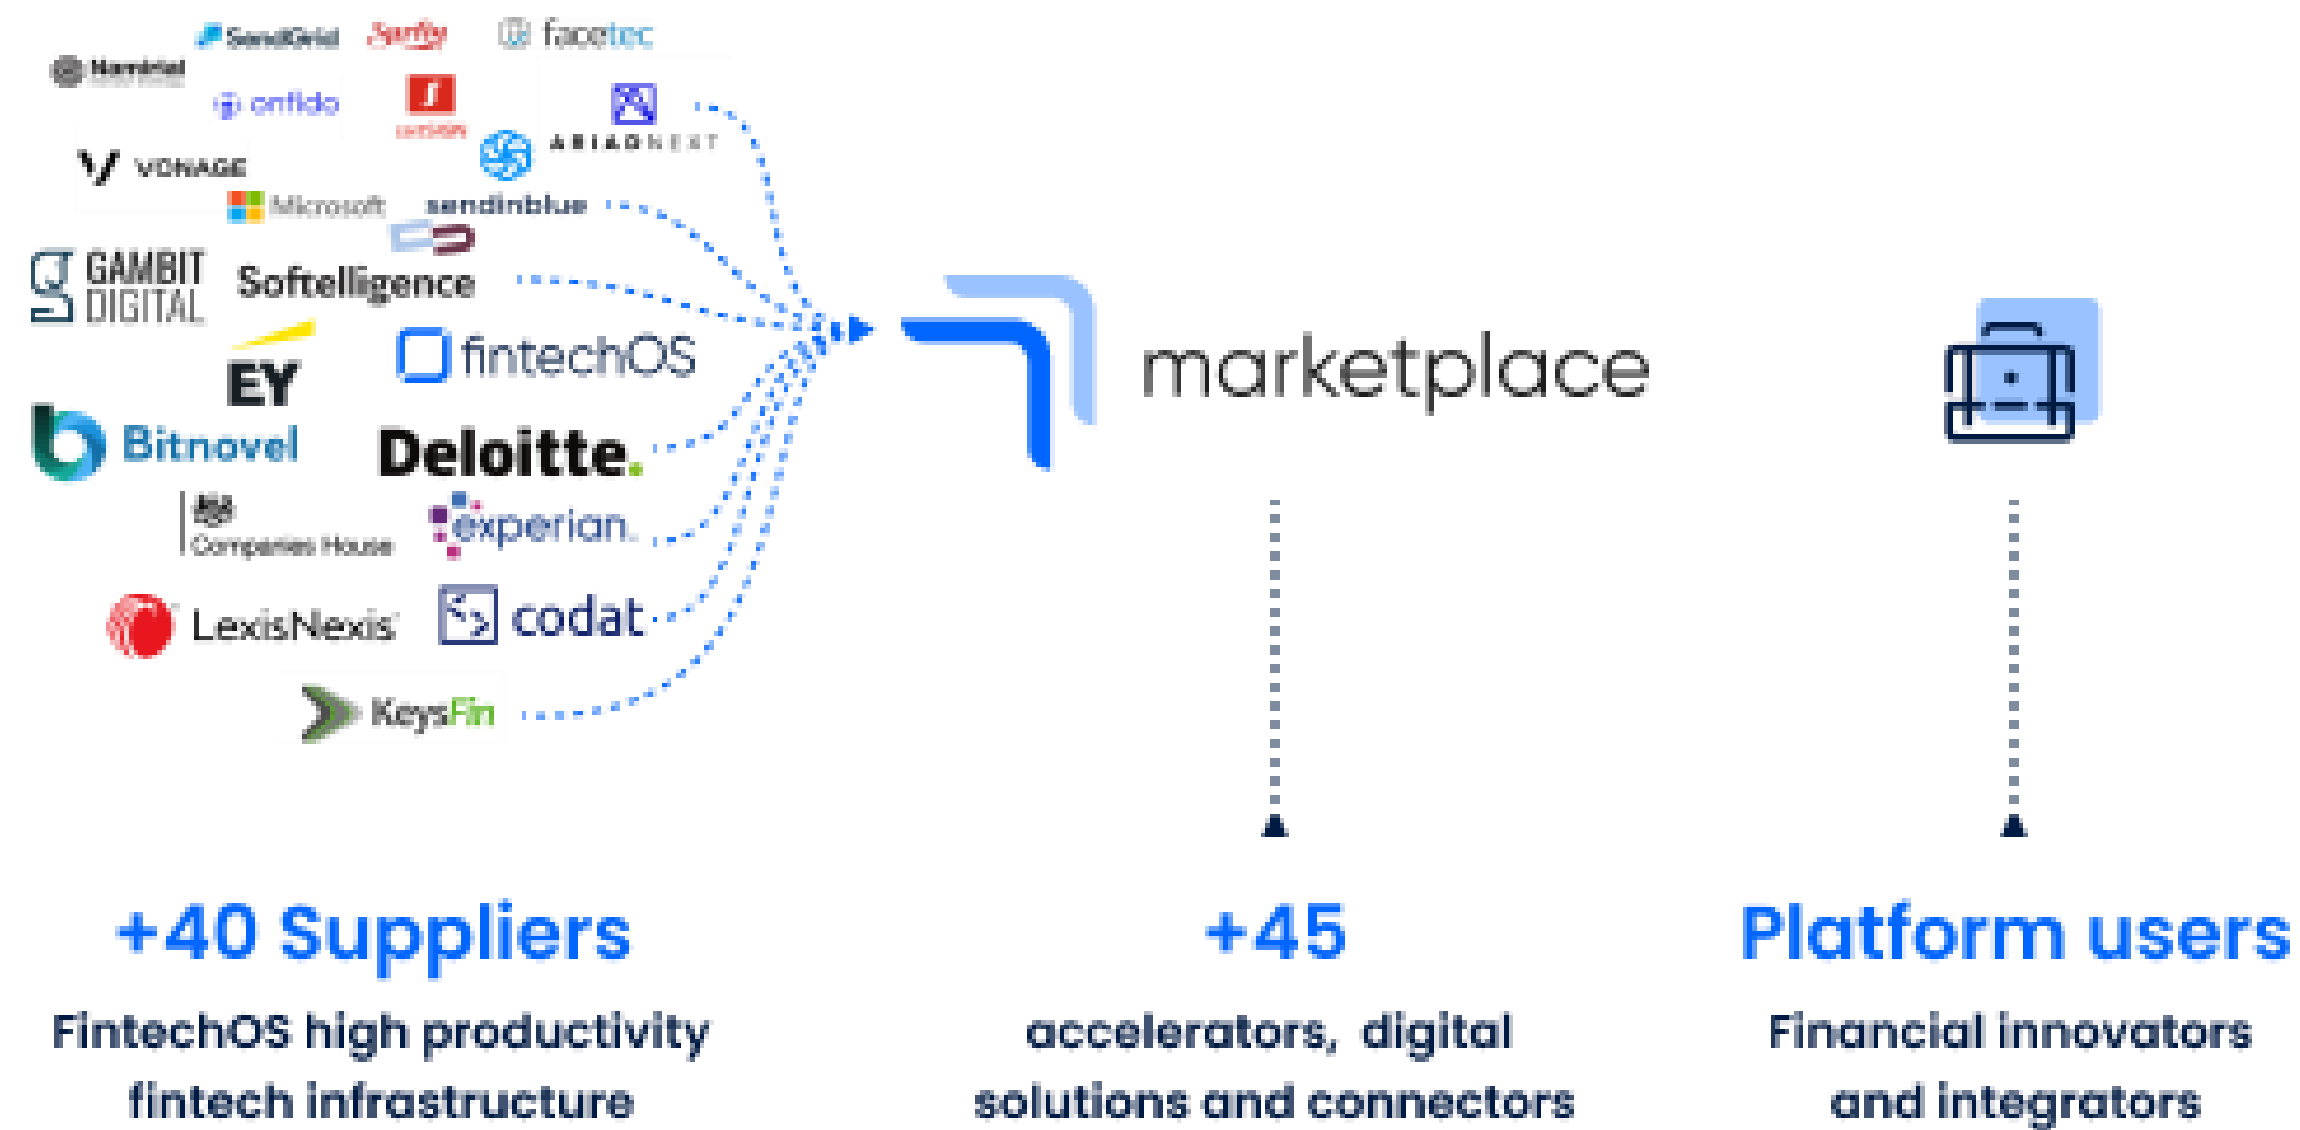 SendGrid
facetec
Namirial
onfido
ARIADNEXT
VONAGE
Microsoft
sendinblue
GAMBIT
DIGITAL
Softelligence
EY
fintechOS
Bitnovel
Deloitte.
Companies House
experian.
LexisNexis
codat
KeysFin
marketplace
+40 Suppliers
FintechOS high productivity
fintech infrastructure
+45
accelerators, digital
solutions and connectors
Platform users
Financial innovators
and integrators